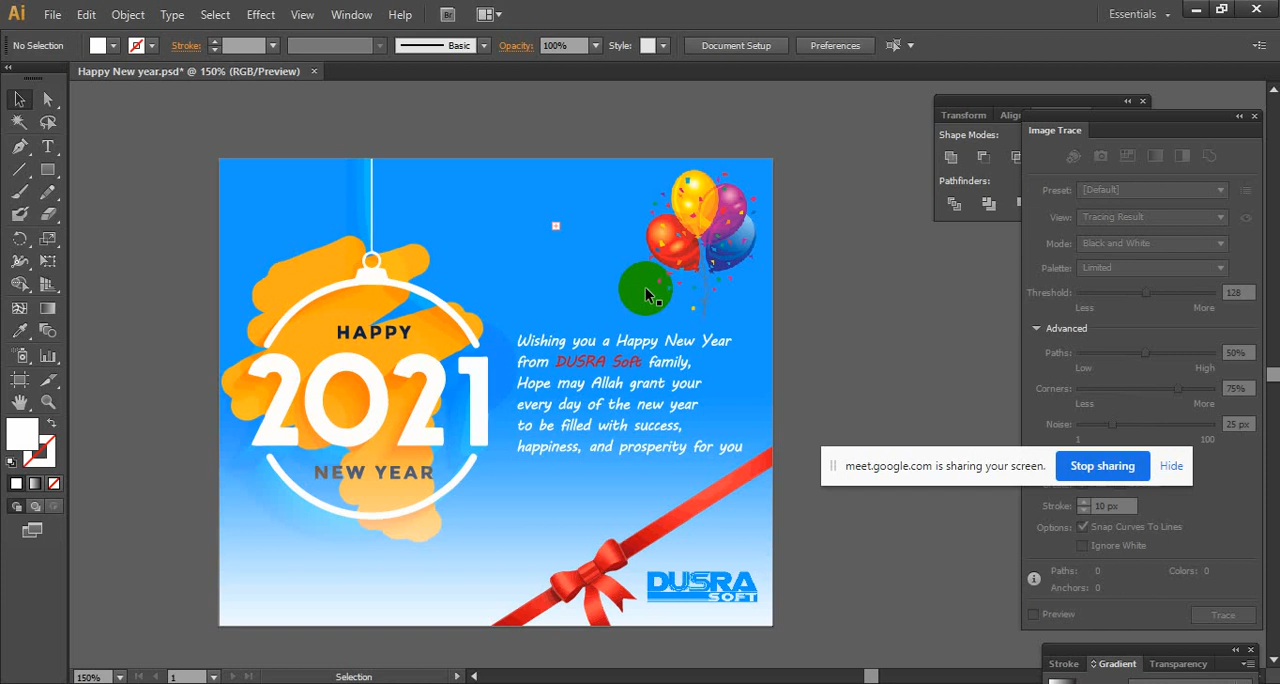 Ai File Edit Object Type Select Effect View Window Help Br Essentials
No Selection Stroke: Basic Opacity: 100% Style: Document Setup Preferences
Happy New year.psd* @ 150% (RGB/Preview)
Transform Alig
Shape Modes:
Pathfinders:
Image Trace
Preset: [Default]
View: Tracing Result
Mode: Black and White
Palette: Limited
Threshold: 128
Less More
Advanced
Paths: 50%
Low High
Corners: 75%
Less More
Noise: 25 px
1 100
Stroke: 10 px
Options: Snap Curves To Lines
Ignore White
Paths: 0 Colors: 0
Anchors: 0
Preview Trace
Stroke Gradient Transparency
HAPPY
2021
NEW YEAR
Wishing you a Happy New Year
from DUSRA Soft family,
Hope may Allah grant your
every day of the new year
to be filled with success,
happiness, and prosperity for you
DUSRA
SOFT
meet.google.com is sharing your screen. Stop sharing Hide
150% 1 Selection